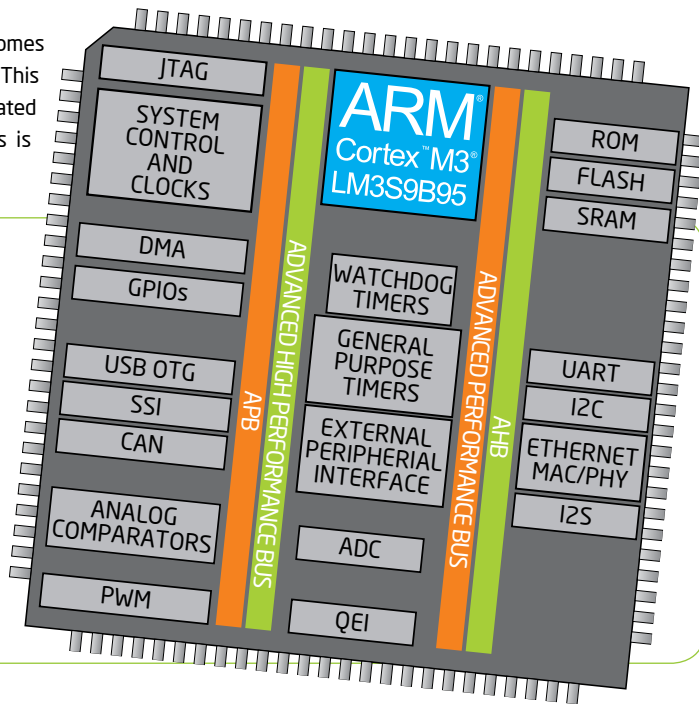 omes
This
ated
s is
JTAG
SYSTEM
CONTROL
AND
CLOCKS
DMA
GPIOs
USB OTG
SSI
CAN
ANALOG
COMPARATORS
PWM
APB
ADVANCED HIGH PERFORMANCE BUS
ARM®
Cortex™M3®
LM3S9B95
WATCHDOG
TIMERS
GENERAL
PURPOSE
TIMERS
EXTERNAL
PERIPHERIAL
INTERFACE
ADC
QEI
ADVANCED PERFORMANCE BUS
AHB
ROM
FLASH
SRAM
UART
I2C
ETHERNET
MAC/PHY
I2S